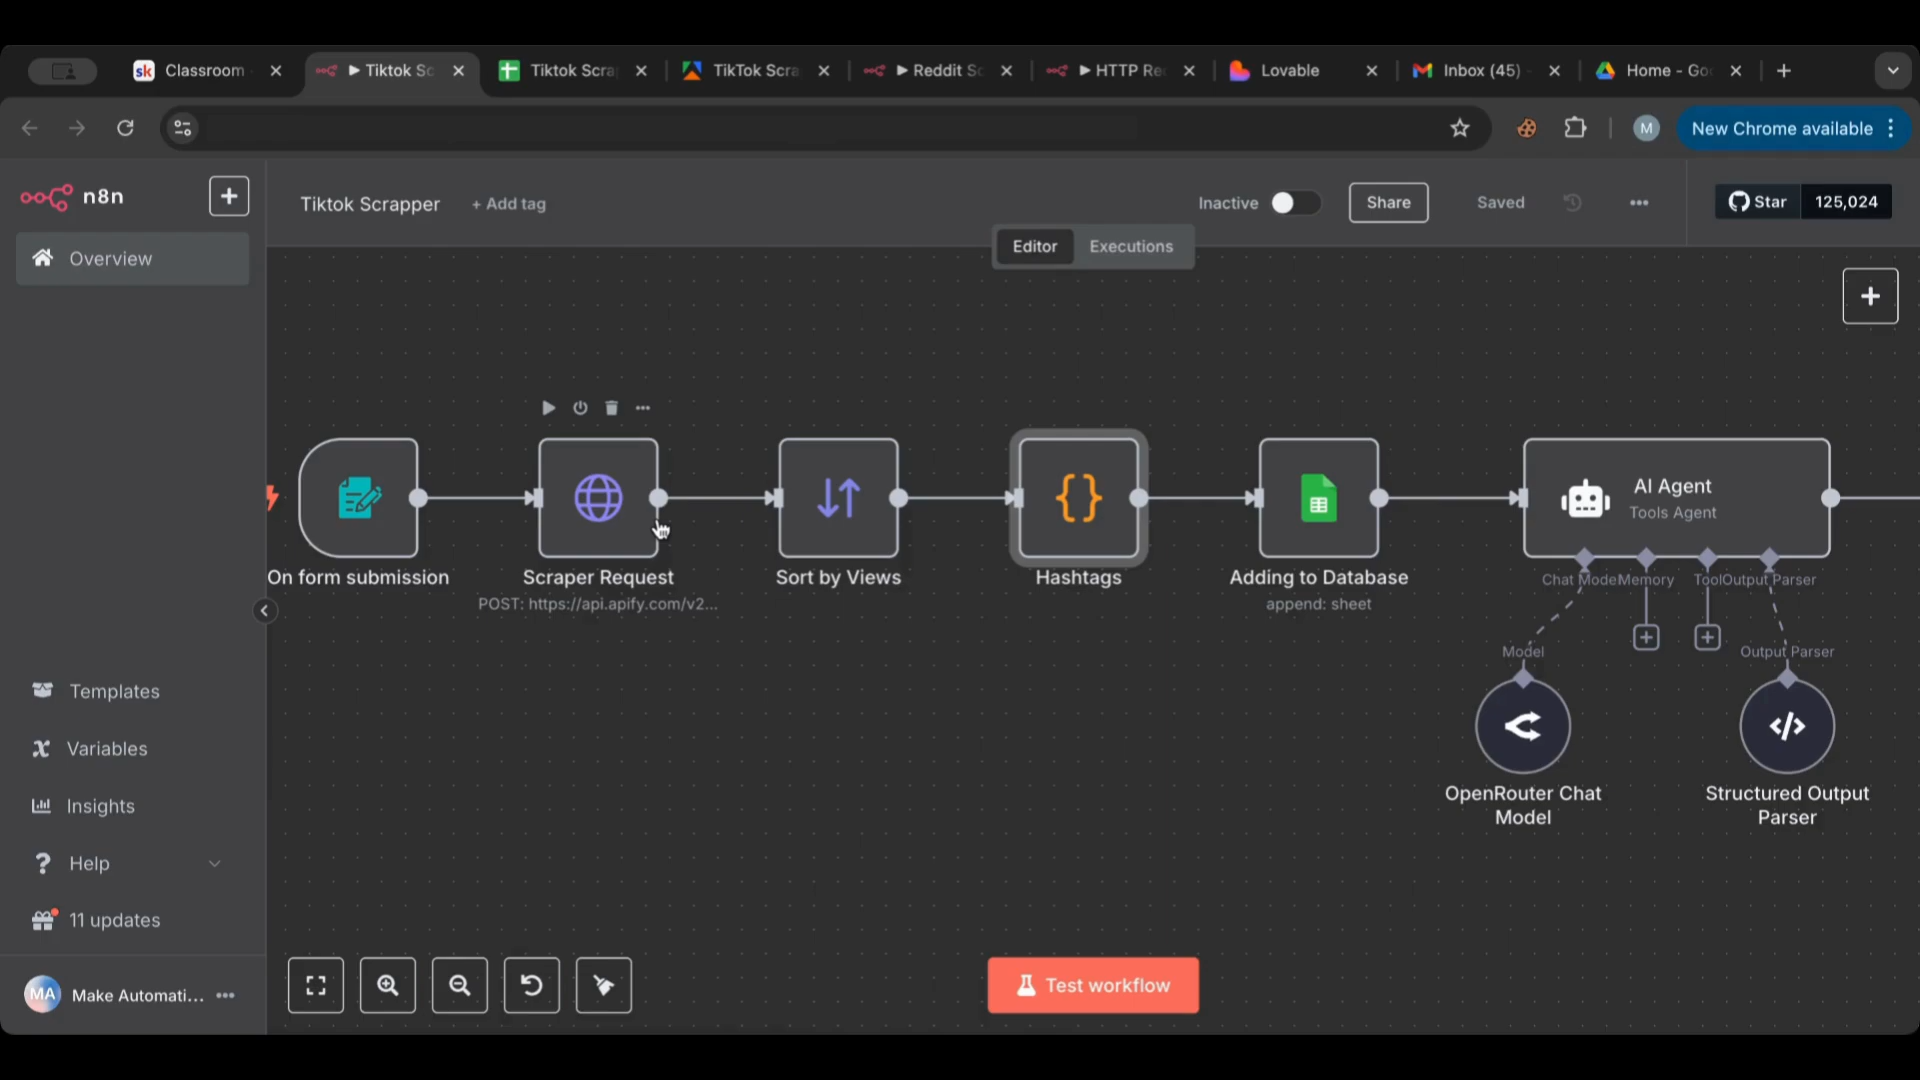 sk Classroom
▶ Tiktok Sc
Tiktok Scra
TikTok Scra
▶ Reddit Sc
▶ HTTP Re
Lovable
Inbox (45)
Home - Go
M
New Chrome available
n8n
Tiktok Scrapper
+ Add tag
Inactive
Share
Saved
Star
125,024
Editor
Executions
Overview
On form submission
Scraper Request
POST: https://api.apify.com/v2...
Sort by Views
Hashtags
Adding to Database
append: sheet
AI Agent
Tools Agent
Chat Mode
Memory
Tool
Output Parser
Model
Output Parser
OpenRouter Chat
Model
Structured Output
Parser
Templates
Variables
Insights
Help
11 updates
MA
Make Automati...
Test workflow